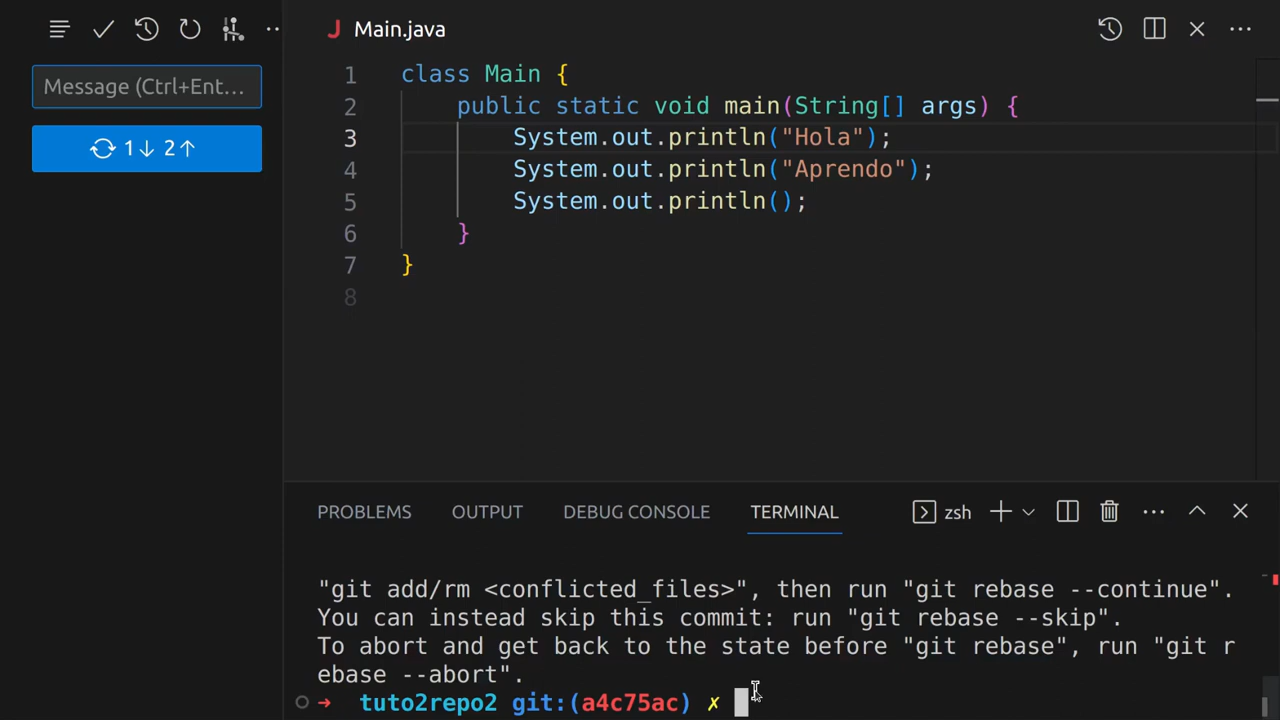 J Main.java
Message (Ctrl+Ent...
1↓ 2↑
1 class Main {
2 public static void main(String[] args) {
3 System.out.println("Hola");
4 System.out.println("Aprendo");
5 System.out.println();
6 }
7 }
8
PROBLEMS OUTPUT DEBUG CONSOLE TERMINAL zsh
"git add/rm <conflicted_files>", then run "git rebase --continue".
You can instead skip this commit: run "git rebase --skip".
To abort and get back to the state before "git rebase", run "git r
ebase --abort".
➜ tuto2repo2 git:(a4c75ac) ✗